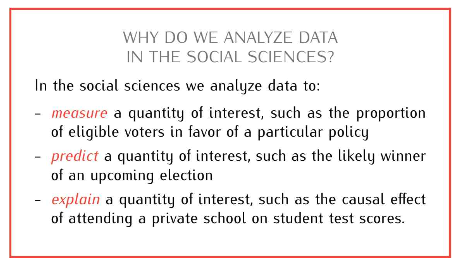 WHY DO WE ANALYZE DATA
IN THE SOCIAL SCIENCES?
In the social sciences we analyze data to:
– measure a quantity of interest, such as the proportion
of eligible voters in favor of a particular policy
– predict a quantity of interest, such as the likely winner
of an upcoming election
– explain a quantity of interest, such as the causal effect
of attending a private school on student test scores.